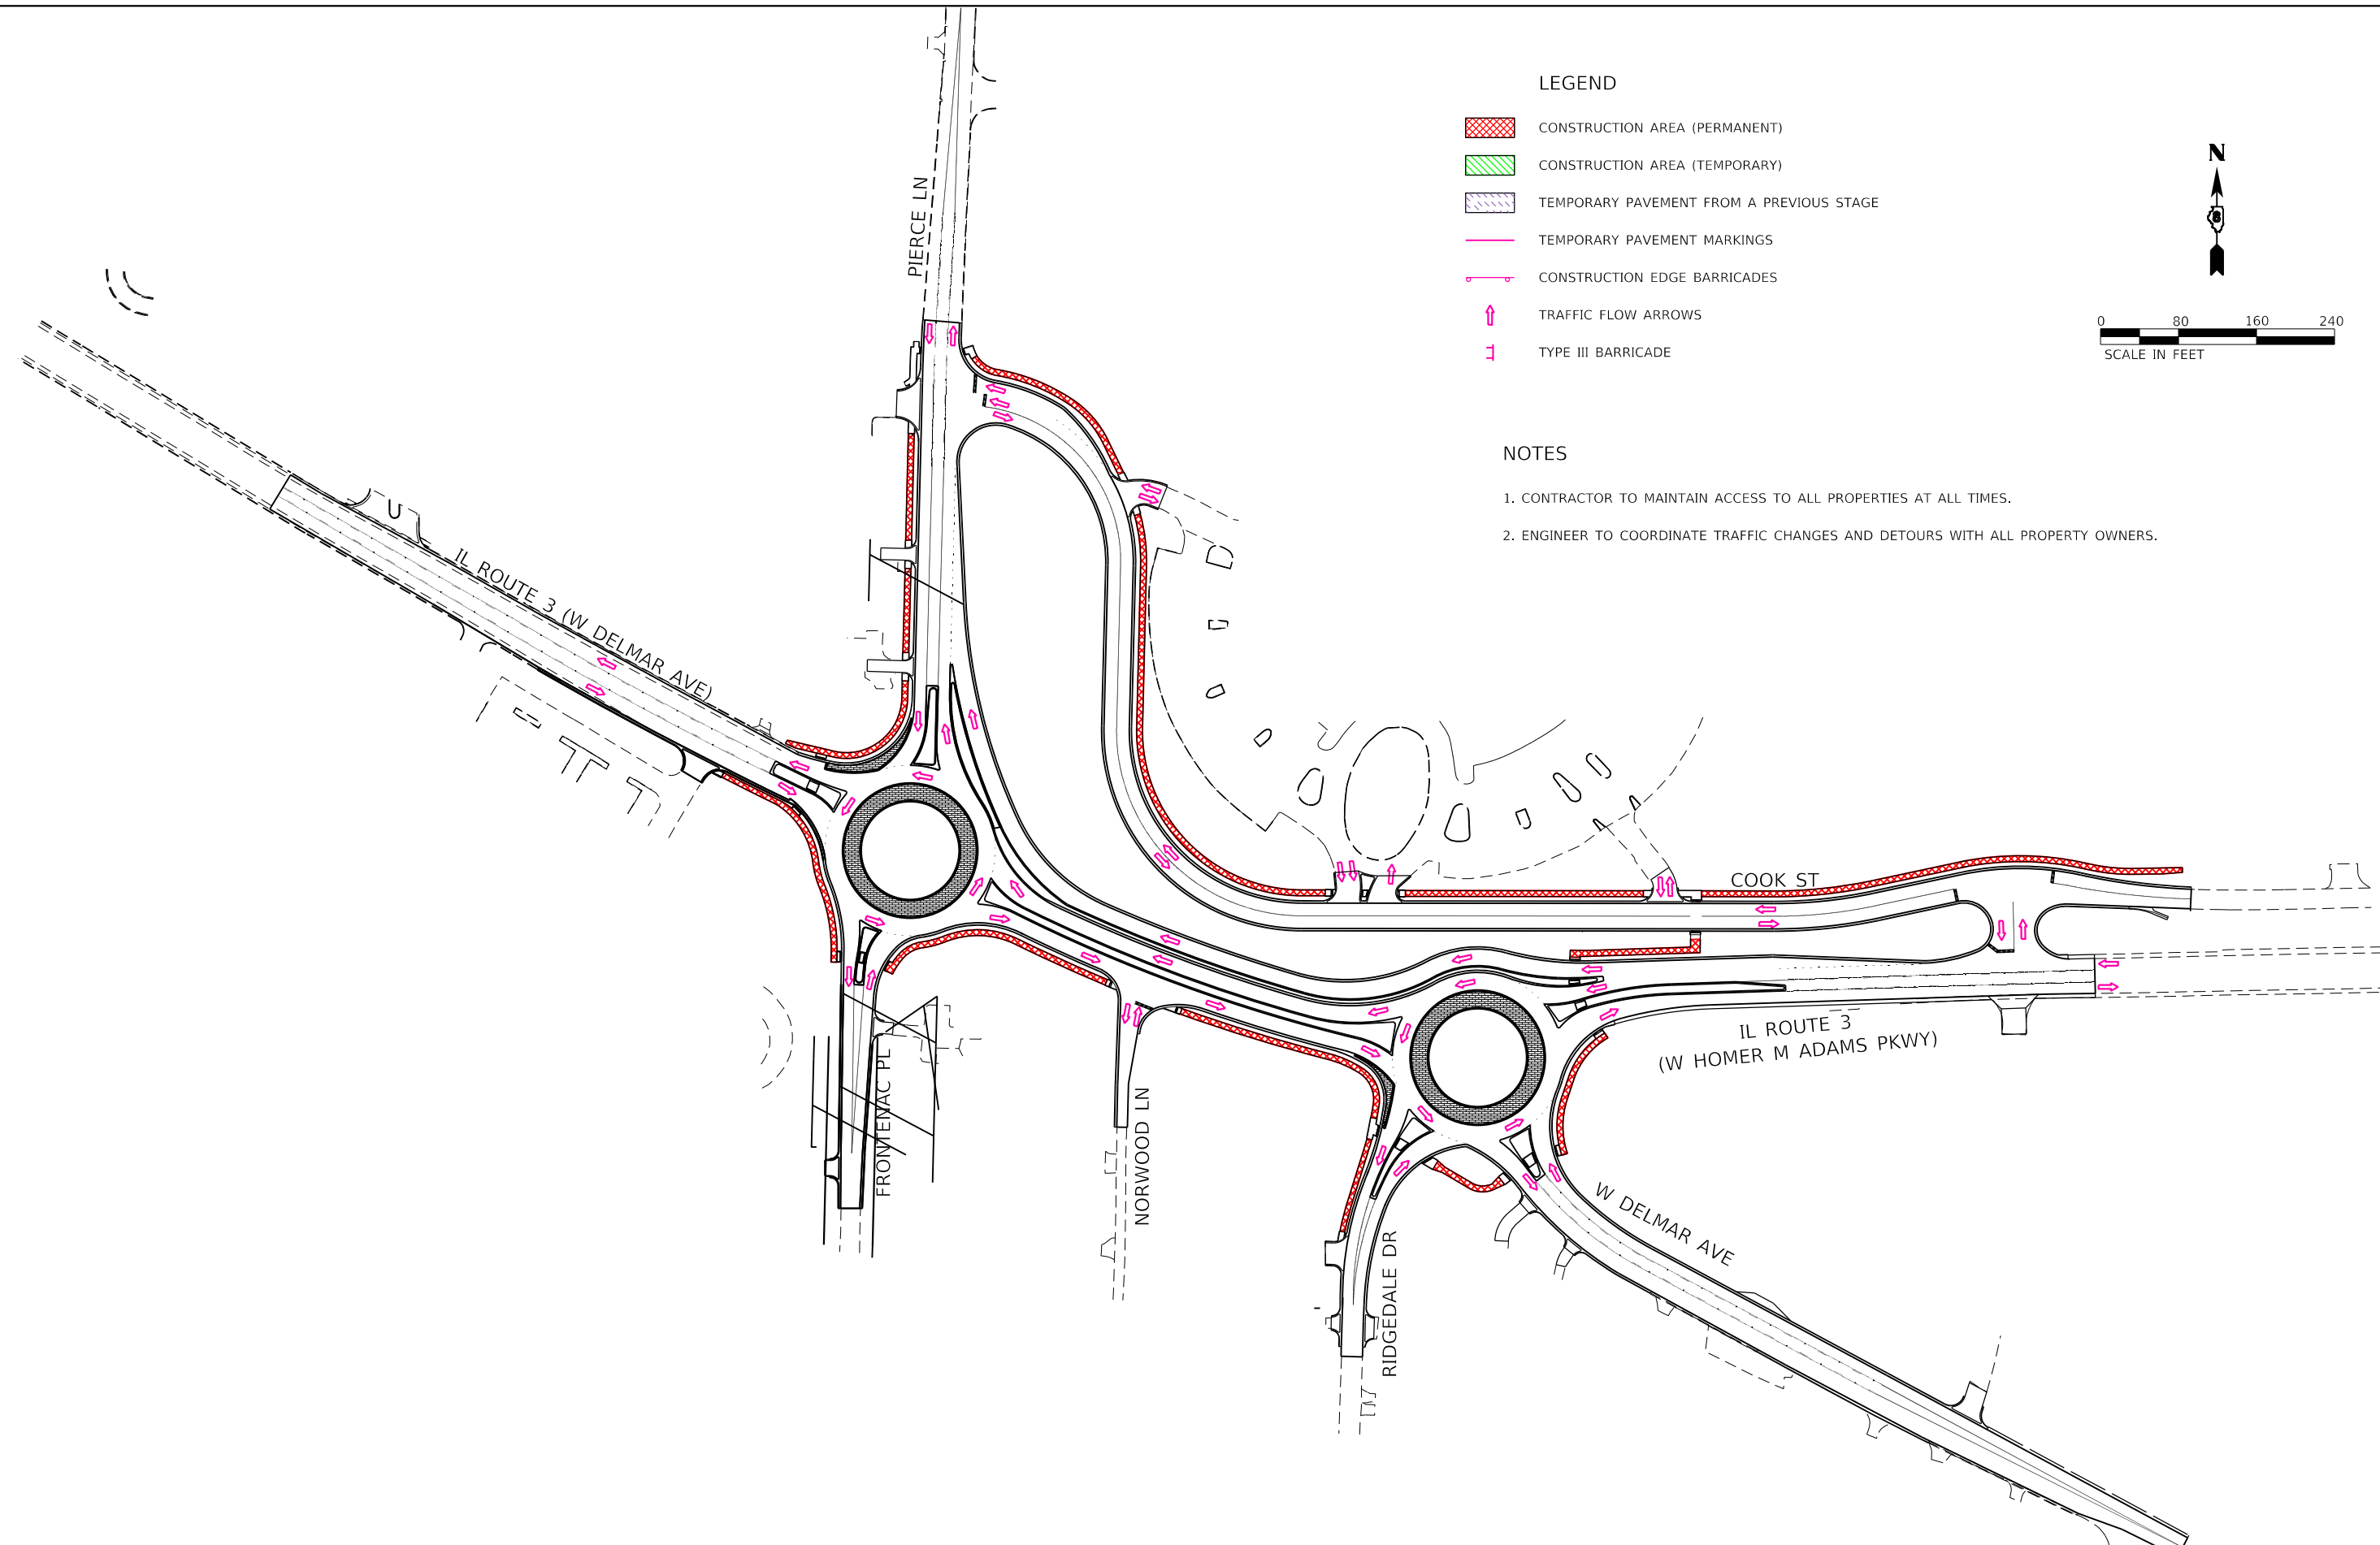 LEGEND
CONSTRUCTION AREA (PERMANENT)
CONSTRUCTION AREA (TEMPORARY)
TEMPORARY PAVEMENT FROM A PREVIOUS STAGE
TEMPORARY PAVEMENT MARKINGS
CONSTRUCTION EDGE BARRICADES
TRAFFIC FLOW ARROWS
TYPE III BARRICADE
N
0 80 160 240
SCALE IN FEET
NOTES
1. CONTRACTOR TO MAINTAIN ACCESS TO ALL PROPERTIES AT ALL TIMES.
2. ENGINEER TO COORDINATE TRAFFIC CHANGES AND DETOURS WITH ALL PROPERTY OWNERS.
PIERCE LN
IL ROUTE 3 (W DELMAR AVE)
COOK ST
IL ROUTE 3
(W HOMER M ADAMS PKWY)
FRONTENAC PL
NORWOOD LN
RIDGEDALE DR
W DELMAR AVE